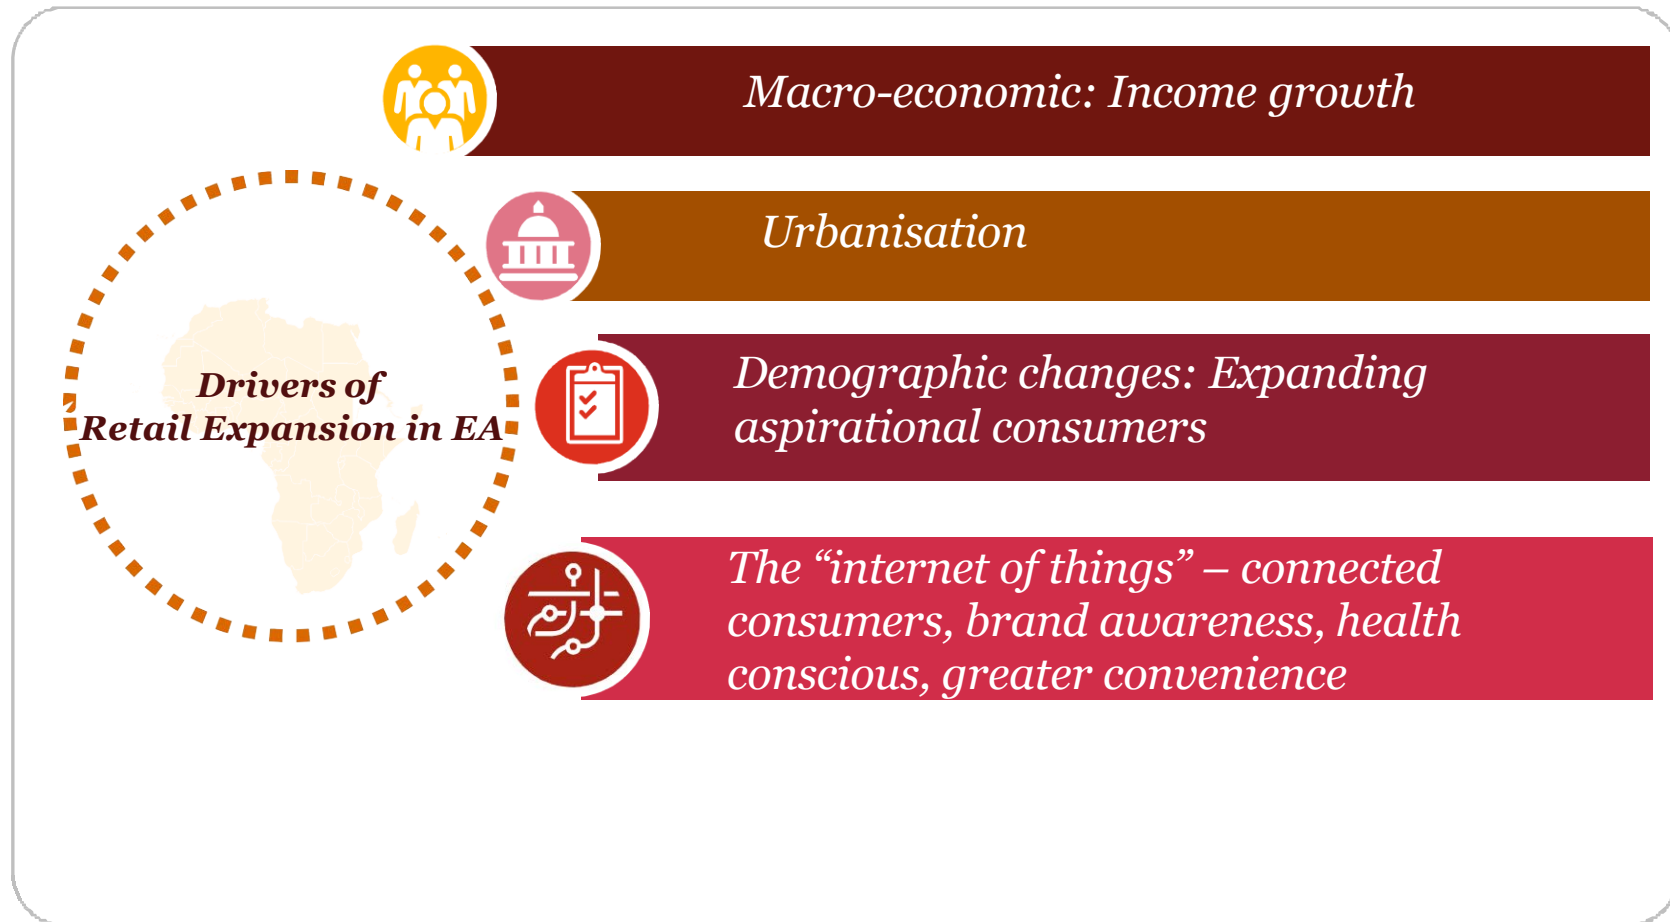 Macro-economic: Income growth
Urbanisation
Drivers of
Retail Expansion in EA
Demographic changes: Expanding
aspirational consumers
The “internet of things” – connected
consumers, brand awareness, health
conscious, greater convenience